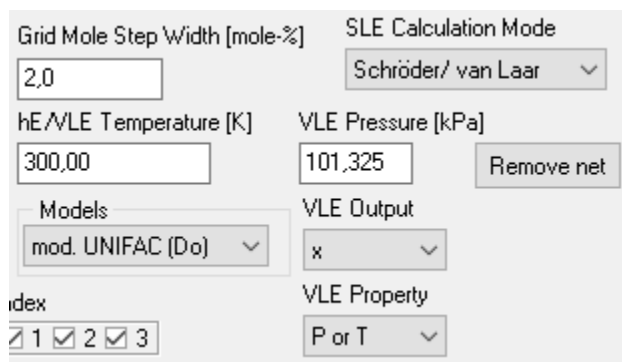 Grid Mole Step Width [mole-%] SLE Calculation Mode
2,0 Schröder/ van Laar
hE/VLE Temperature [K] VLE Pressure [kPa]
300,00 101,325 Remove net
Models VLE Output
mod. UNIFAC (Do) x
dex VLE Property
1 2 3 P or T